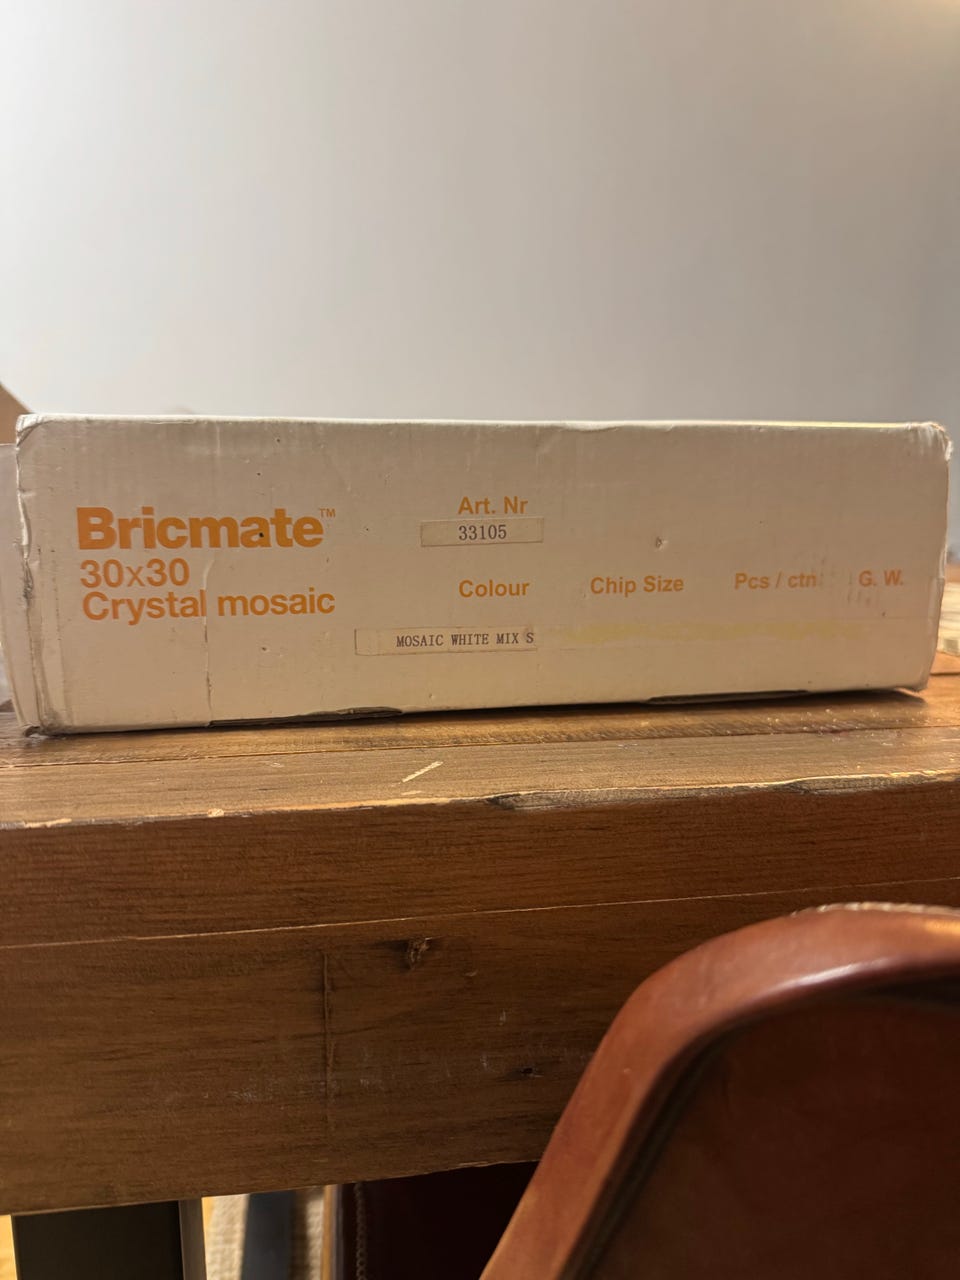 Bricmate™
30x30
Crystal mosaic
Art. Nr
33105
Colour Chip Size Pcs / ctn G. W.
MOSAIC WHITE MIX S